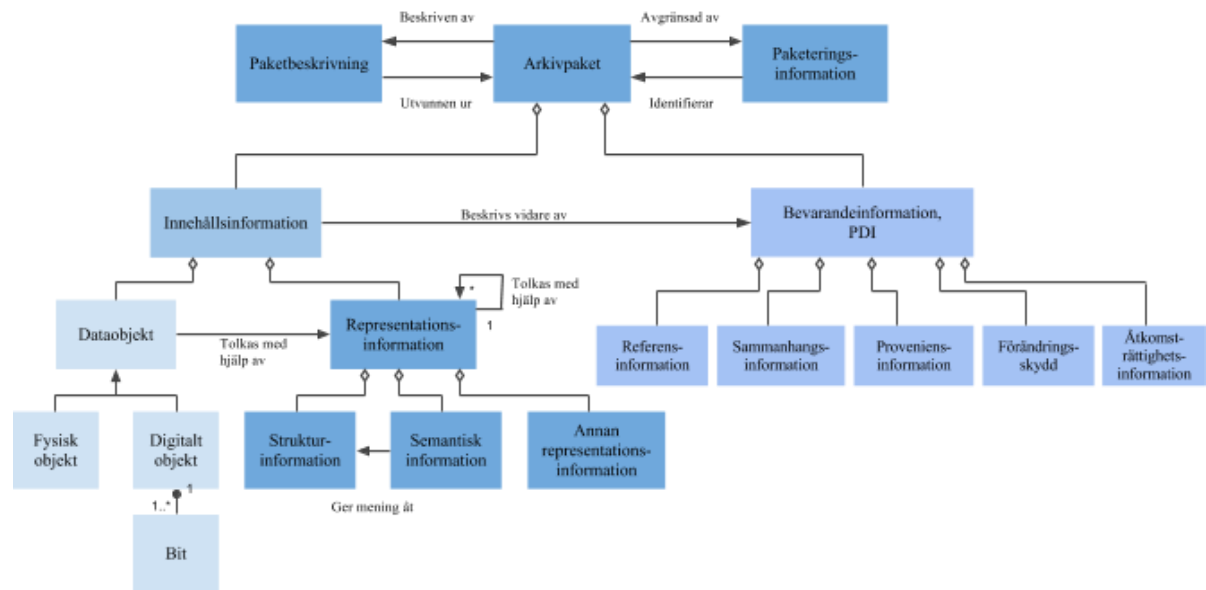 Beskriven av
Avgränsad av
Paketbeskrivning
Arkivpaket
Paketerings-
information
Utvunnen ur
Identifierar
Innehållsinformation
Beskrivs vidare av
Bevarandeinformation,
PDI
Dataobjekt
Tolkas med
hjälp av
Representations-
information
*
1
Tolkas med
hjälp av
Referens-
information
Sammanhangs-
information
Proveniens-
information
Förändrings-
skydd
Åtkomst-
rättighets-
information
Fysisk
objekt
Digitalt
objekt
Struktur-
information
Semantisk
information
Annan
representations-
information
1
1..*
Ger mening åt
Bit